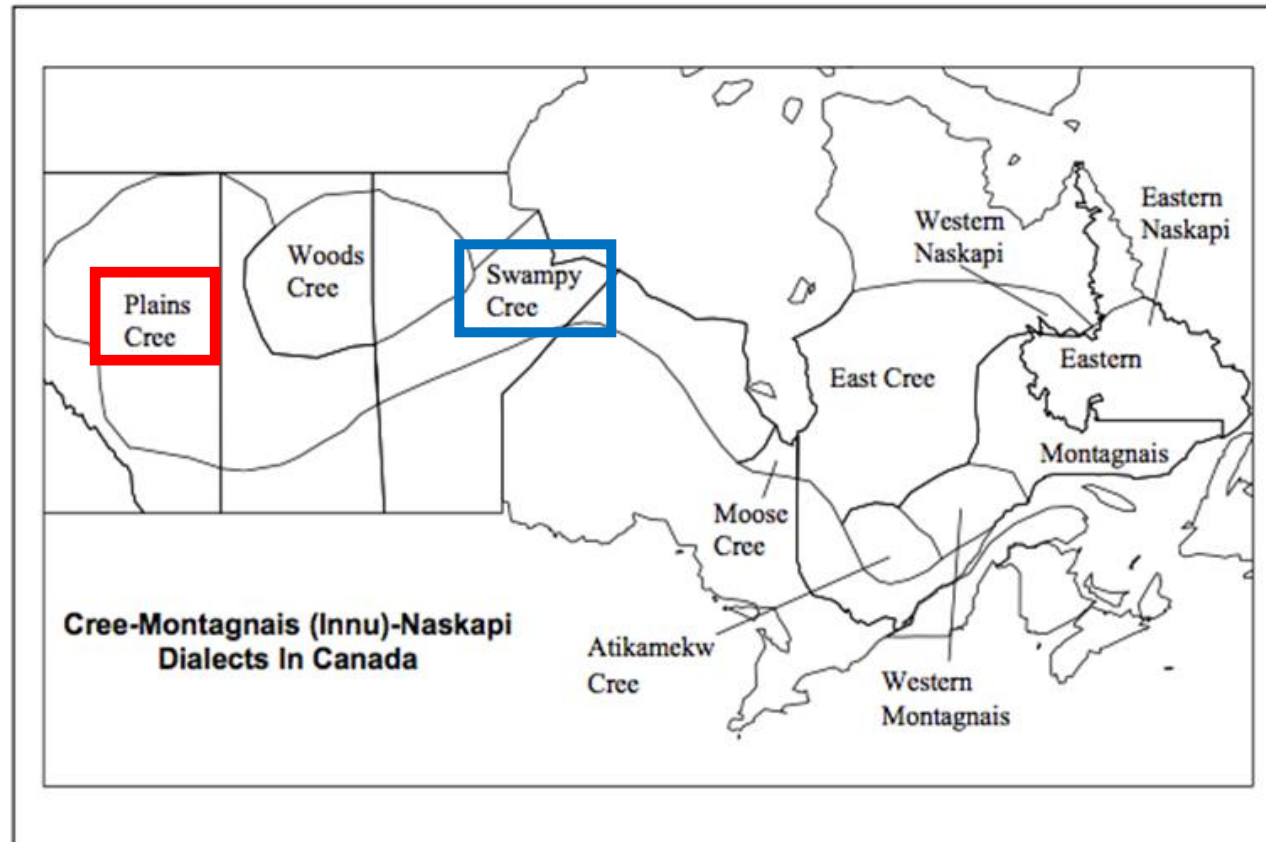 Eastern
Naskapi
Western
Naskapi
Woods
Cree
Swampy
Cree
Plains
Cree
Eastern
East Cree
Montagnais
Moose
Cree
Cree-Montagnais (Innu)-Naskapi
Dialects In Canada
Atikamekw
Cree
Western
Montagnais